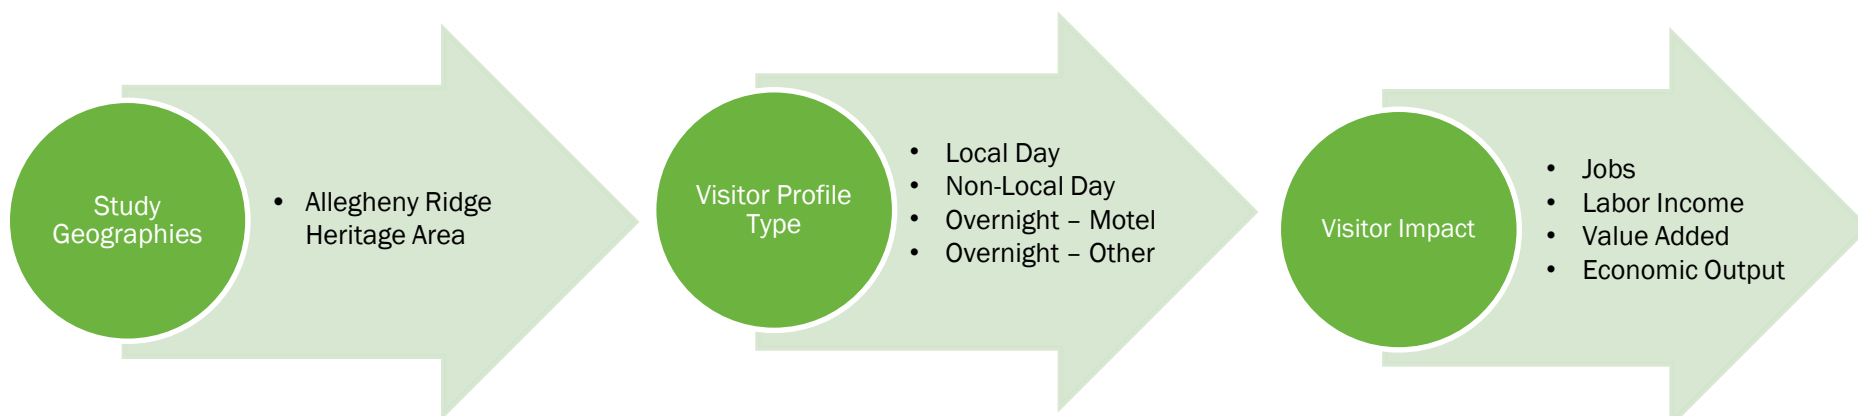 Study
Geographies
• Allegheny Ridge
Heritage Area
Visitor Profile
Type
• Local Day
• Non-Local Day
• Overnight – Motel
• Overnight – Other
Visitor Impact
• Jobs
• Labor Income
• Value Added
• Economic Output